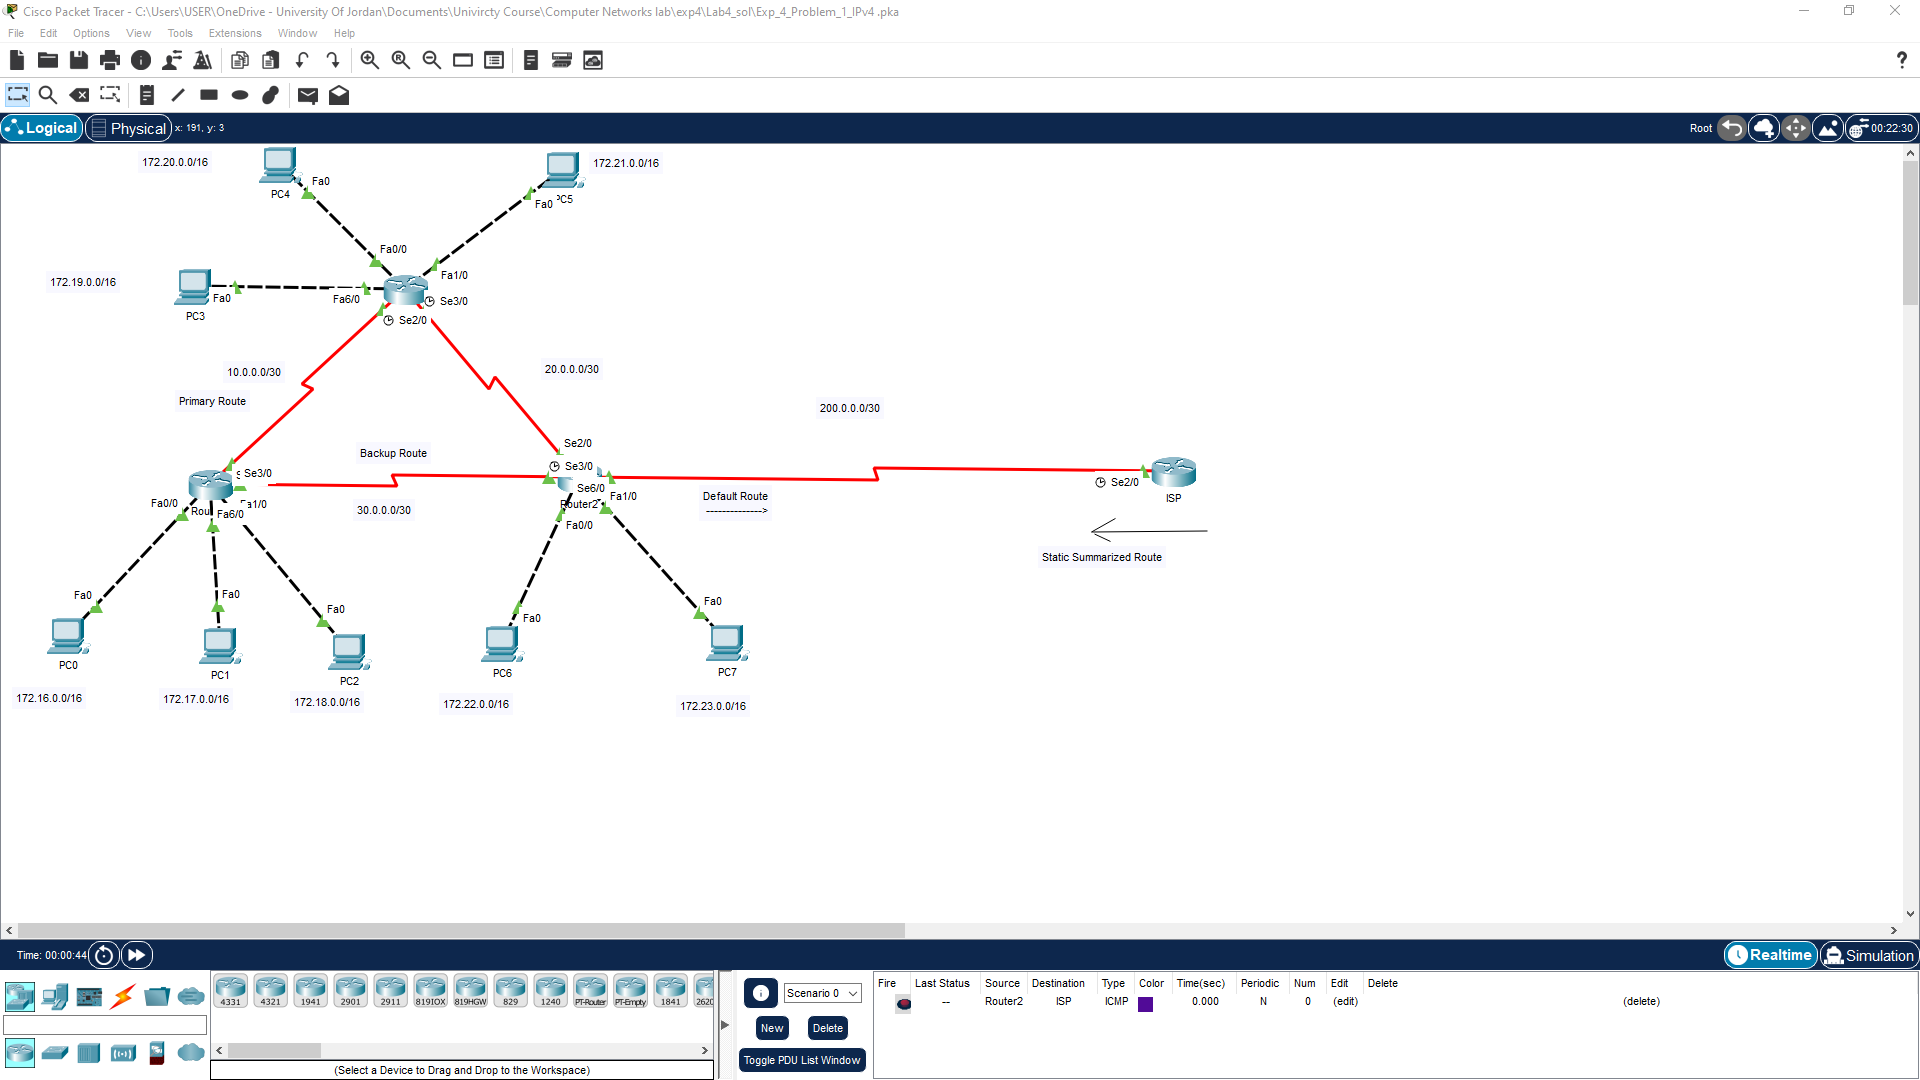 Cisco Packet Tracer - C:\Users\USER\OneDrive - University Of Jordan\Documents\Univircty Course\Computer Networks lab\exp4\Lab4_sol\Exp_4_Problem_1_IPv4 .pka
File Edit Options View Tools Extensions Window Help
Logical Physical x: 191, y: 3 Root 00:22:30
172.20.0.0/16
PC4
Fa0
172.21.0.0/16
PC5
Fa0
Fa0/0
Fa1/0
172.19.0.0/16
Fa0
PC3
Fa6/0
Se3/0
Se2/0
10.0.0.0/30
20.0.0.0/30
Primary Route
200.0.0.0/30
Backup Route
Se2/0
Se3/0
Se3/0
Se6/0
Se2/0
ISP
Fa0/0
Rou
Fa6/0
a1/0
30.0.0.0/30
Router2
Fa1/0
Fa0/0
Default Route
-------------->
Static Summarized Route
Fa0
Fa0
Fa0
Fa0
Fa0
PC0
PC1
PC2
PC6
PC7
172.16.0.0/16
172.17.0.0/16
172.18.0.0/16
172.22.0.0/16
172.23.0.0/16
Time: 00:00:44
Realtime Simulation
4331 4321 1941 2901 2911 819IOX 819HGW 829 1240 PT-Router PT-Empty 1841 2620
(Select a Device to Drag and Drop to the Workspace)
Scenario 0
New Delete
Toggle PDU List Window
Fire Last Status Source Destination Type Color Time(sec) Periodic Num Edit Delete
-- Router2 ISP ICMP 0.000 N 0 (edit) (delete)